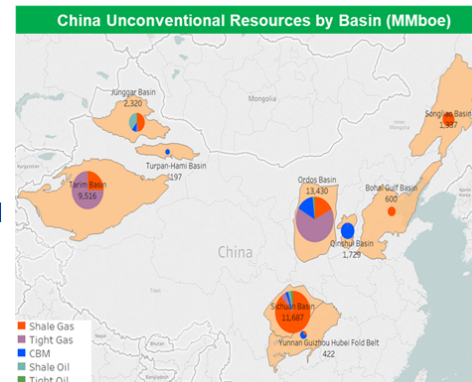 China Unconventional Resources by Basin (MMboe)
Junggar Basin
2,320
Mongolia
Songliao Basin
1,337
Turpan-Hami Basin
197
Tarim Basin
9,516
Ordos Basin
13,430
Bohai Gulf Basin
600
Qinshui Basin
1,729
China
Sichuan Basin
11,687
Yunnan Guizhou Hubei Fold Belt
422
Shale Gas
Tight Gas
CBM
Shale Oil
Tight Oil